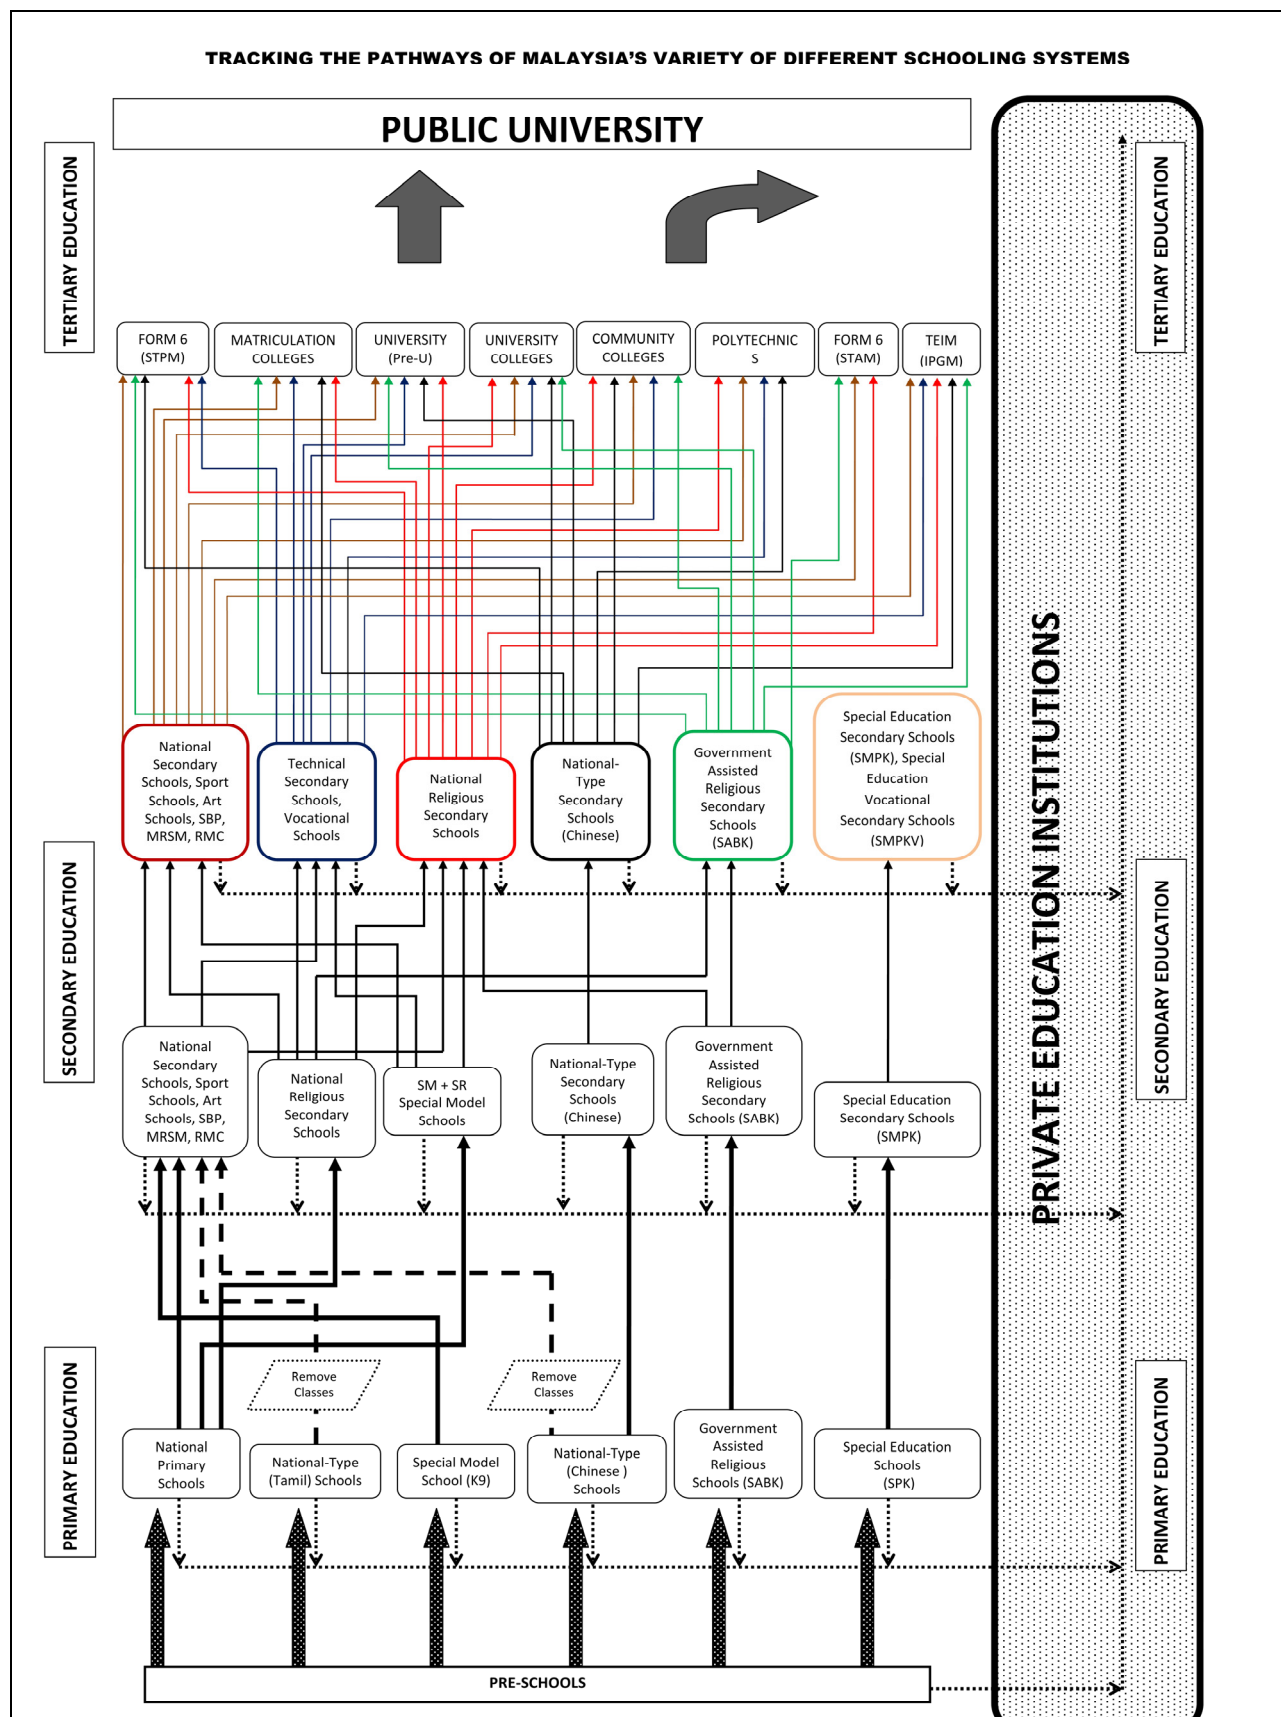 TRACKING THE PATHWAYS OF MALAYSIA'S VARIETY OF DIFFERENT SCHOOLING SYSTEMS
PUBLIC UNIVERSITY
TERTIARY EDUCATION
TERTIARY EDUCATION
FORM 6
(STPM)
MATRICULATION
COLLEGES
UNIVERSITY
(Pre-U)
UNIVERSITY
COLLEGES
COMMUNITY
COLLEGES
POLYTECHNIC
S
FORM 6
(STAM)
TEIM
(IPGM)
PRIVATE EDUCATION INSTITUTIONS
National
Secondary
Schools, Sport
Schools, Art
Schools, SBP,
MRSM, RMC
Technical
Secondary
Schools,
Vocational
Schools
National
Religious
Secondary
Schools
National-
Type
Secondary
Schools
(Chinese)
Government
Assisted
Religious
Secondary
Schools
(SABK)
Special Education
Secondary Schools
(SMPK), Special
Education
Vocational
Secondary Schools
(SMPKV)
SECONDARY EDUCATION
SECONDARY EDUCATION
National
Secondary
Schools, Sport
Schools, Art
Schools, SBP,
MRSM, RMC
National
Religious
Secondary
Schools
SM + SR
Special Model
Schools
National-Type
Secondary
Schools
(Chinese)
Government
Assisted
Religious
Secondary
Schools (SABK)
Special Education
Secondary Schools
(SMPK)
PRIMARY EDUCATION
PRIMARY EDUCATION
Remove
Classes
Remove
Classes
National
Primary
Schools
National-Type
(Tamil) Schools
Special Model
School (K9)
National-Type
(Chinese )
Schools
Government
Assisted
Religious
Schools (SABK)
Special Education
Schools
(SPK)
PRE-SCHOOLS